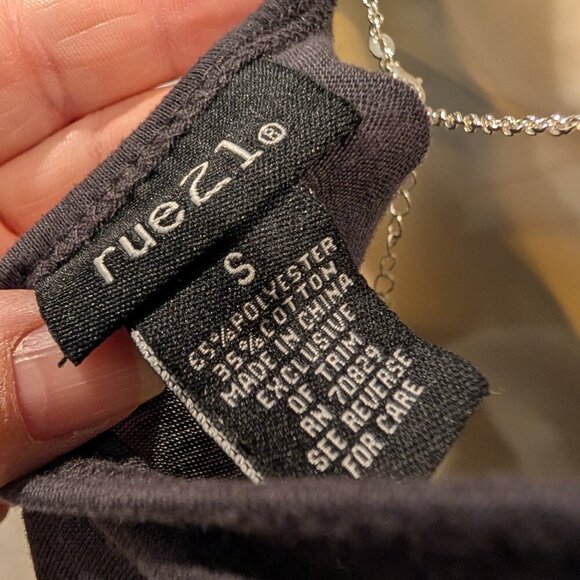 rue21®
S
65% POLYESTER
35% COTTON
MADE IN CHINA
EXCLUSIVE
OF TRIM
RN 70829
SEE REVERSE
FOR CARE